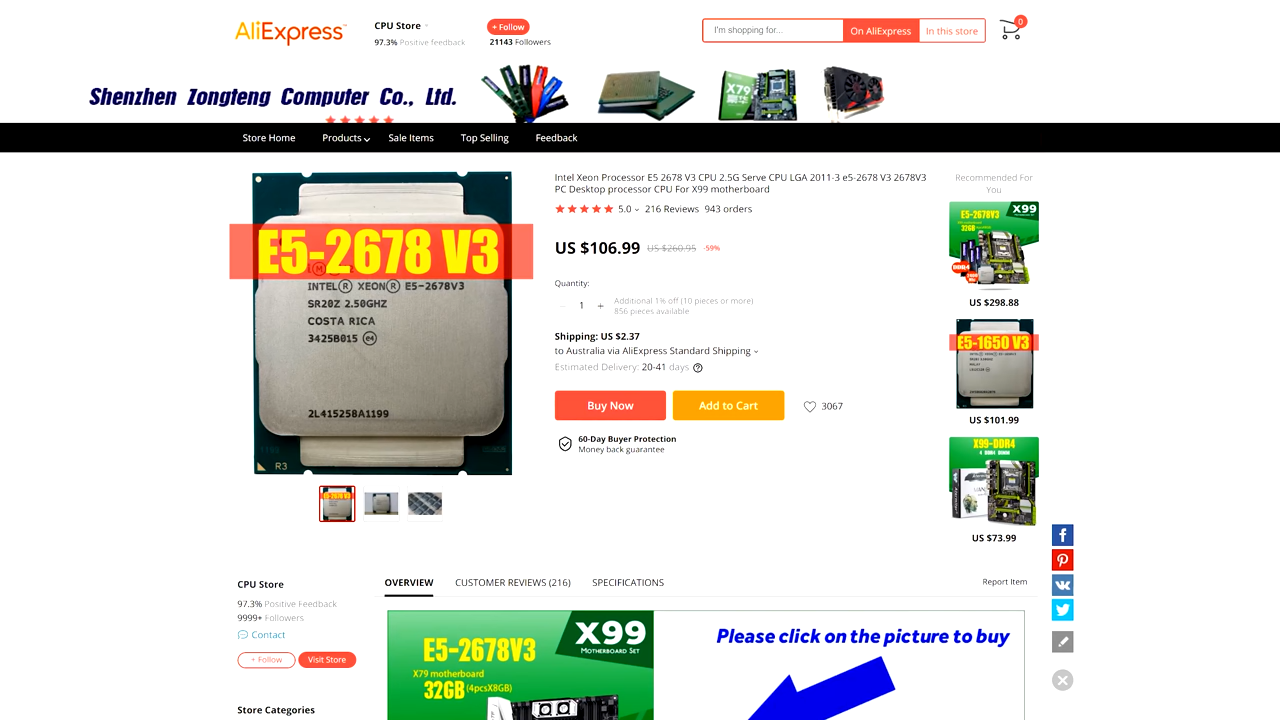 AliExpress
CPU Store
97.3% Positive feedback
+ Follow
21143 Followers
I'm shopping for...
On AliExpress
In this store
0
Shenzhen Zongteng Computer Co., Ltd.
X79
Store Home
Products
Sale Items
Top Selling
Feedback
E5-2678 V3
INTEL® XEON® E5-2678V3
SR20Z 2.50GHZ
COSTA RICA
3425B015 e4
2L415258A1199
R3
Intel Xeon Processor E5 2678 V3 CPU 2.5G Serve CPU LGA 2011-3 e5-2678 V3 2678V3
PC Desktop processor CPU For X99 motherboard
5.0
216 Reviews
943 orders
US $106.99
US $260.95
-59%
Quantity:
1
+
Additional 1% off (10 pieces or more)
856 pieces available
Shipping: US $2.37
to Australia via AliExpress Standard Shipping
Estimated Delivery: 20-41 days
Buy Now
Add to Cart
3067
60-Day Buyer Protection
Money back guarantee
Recommended For
You
X99
E5-2678V3
32GB
DDR4
US $298.88
E5-1650 V3
US $101.99
X99-DDR4
US $73.99
CPU Store
97.3% Positive Feedback
9999+ Followers
Contact
+ Follow
Visit Store
Store Categories
OVERVIEW
CUSTOMER REVIEWS (216)
SPECIFICATIONS
Report Item
X99
MOTHERBOARD SET
E5-2678V3
X79 motherboard
32GB (4pcsX8GB)
Please click on the picture to buy